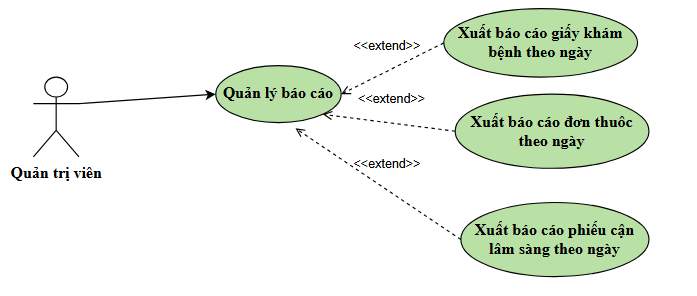 Xuất báo cáo giấy khám
bệnh theo ngày
<<extend>>
Quản lý báo cáo
<<extend>>
Xuất báo cáo đơn thuôc
theo ngày
<<extend>>
Quản trị viên
Xuất báo cáo phiếu cận
lâm sàng theo ngày